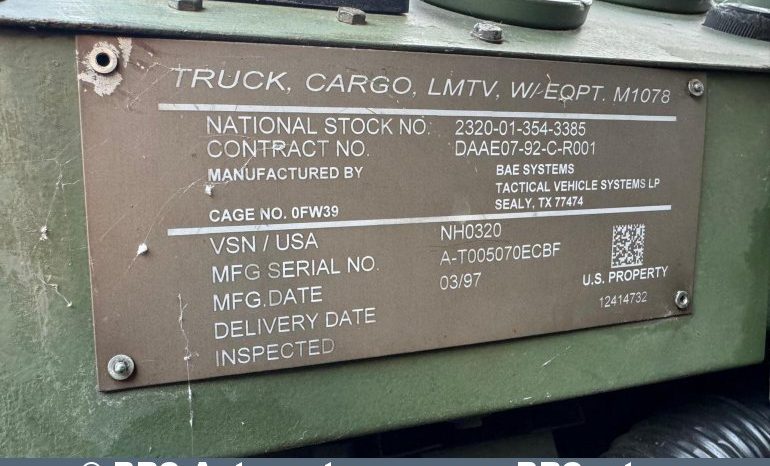 TRUCK, CARGO, LMTV, W/-EQPT. M1078
NATIONAL STOCK NO. 2320-01-354-3385
CONTRACT NO. DAAE07-92-C-R001
MANUFACTURED BY BAE SYSTEMS
TACTICAL VEHICLE SYSTEMS LP
CAGE NO. 0FW39 SEALY, TX 77474
VSN / USA NH0320
MFG SERIAL NO. A-T005070ECBF
MFG.DATE 03/97
U.S. PROPERTY
DELIVERY DATE 12414732
INSPECTED